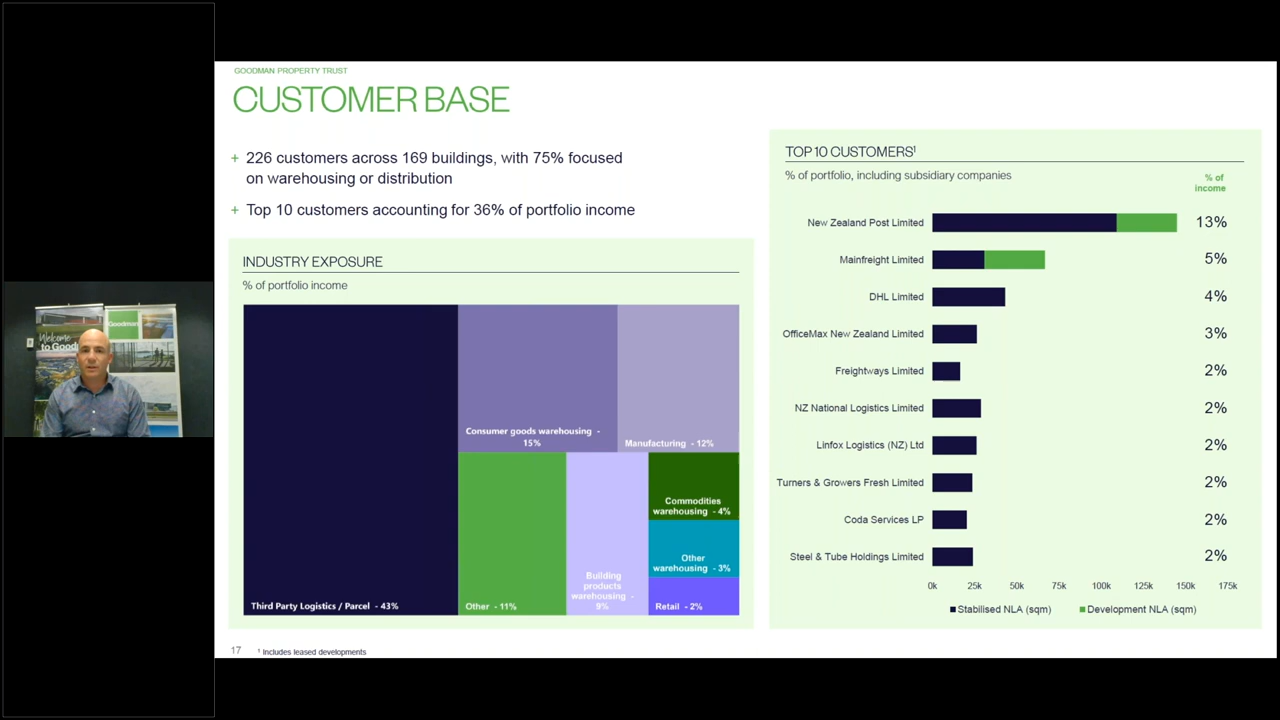 GOODMAN PROPERTY TRUST
CUSTOMER BASE
+ 226 customers across 169 buildings, with 75% focused
on warehousing or distribution
+ Top 10 customers accounting for 36% of portfolio income
INDUSTRY EXPOSURE
% of portfolio income
Consumer goods warehousing -
15%
Manufacturing - 12%
Commodities
warehousing - 4%
Other
warehousing - 3%
Building
products
warehousing -
9%
Third Party Logistics / Parcel - 43%
Other - 11%
Retail - 2%
TOP 10 CUSTOMERS¹
% of portfolio, including subsidiary companies
% of
income
New Zealand Post Limited 13%
Mainfreight Limited 5%
DHL Limited 4%
OfficeMax New Zealand Limited 3%
Freightways Limited 2%
NZ National Logistics Limited 2%
Linfox Logistics (NZ) Ltd 2%
Turners & Growers Fresh Limited 2%
Coda Services LP 2%
Steel & Tube Holdings Limited 2%
0k 25k 50k 75k 100k 125k 150k 175k
Stabilised NLA (sqm) Development NLA (sqm)
17 ¹ Includes leased developments
Welcome
to Good
Goodman